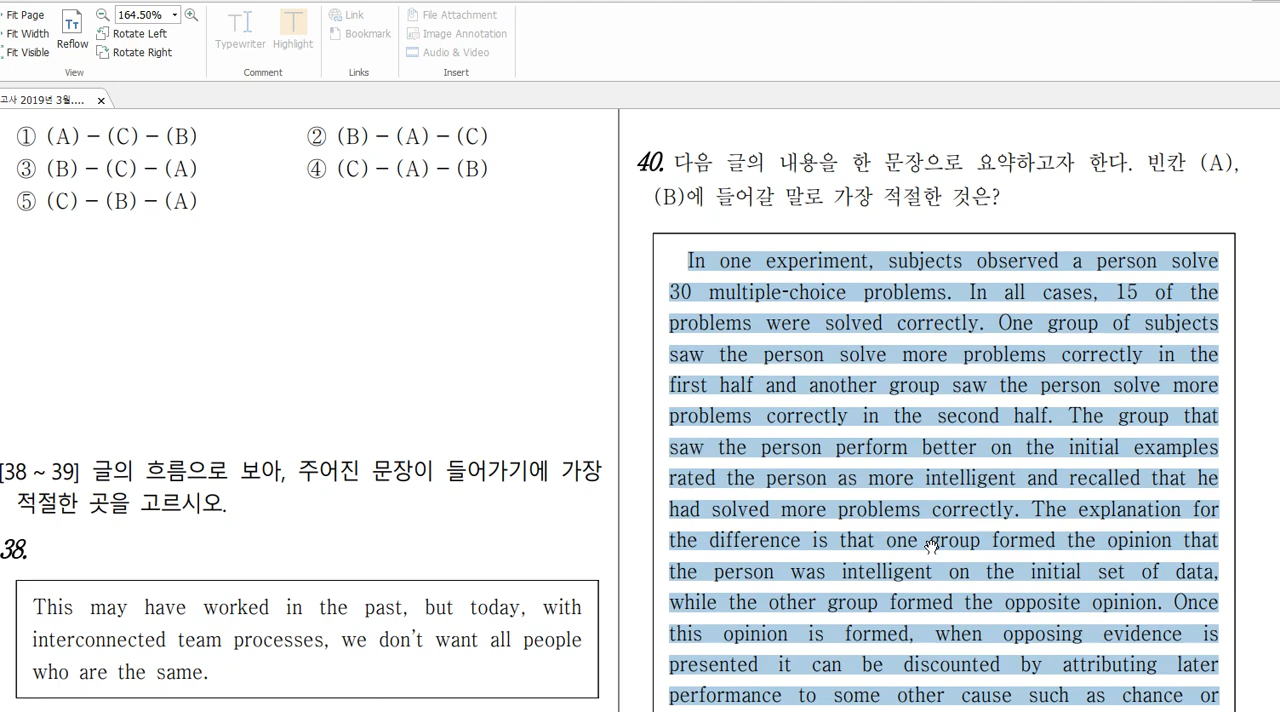 Fit Page
Fit Width
Fit Visible
Reflow
164.50%
Rotate Left
Rotate Right
View
Typewriter
Highlight
Comment
Link
Bookmark
Links
File Attachment
Image Annotation
Audio & Video
Insert
고사 2019년 3월....
① (A)-(C)-(B)
② (B)-(A)-(C)
③ (B)-(C)-(A)
④ (C)-(A)-(B)
⑤ (C)-(B)-(A)
[38 ~ 39] 글의 흐름으로 보아, 주어진 문장이 들어가기에 가장
적절한 곳을 고르시오.
38.
This may have worked in the past, but today, with
interconnected team processes, we don't want all people
who are the same.
40. 다음 글의 내용을 한 문장으로 요약하고자 한다. 빈칸 (A),
(B)에 들어갈 말로 가장 적절한 것은?
In one experiment, subjects observed a person solve
30 multiple-choice problems. In all cases, 15 of the
problems were solved correctly. One group of subjects
saw the person solve more problems correctly in the
first half and another group saw the person solve more
problems correctly in the second half. The group that
saw the person perform better on the initial examples
rated the person as more intelligent and recalled that he
had solved more problems correctly. The explanation for
the difference is that one group formed the opinion that
the person was intelligent on the initial set of data,
while the other group formed the opposite opinion. Once
this opinion is formed, when opposing evidence is
presented it can be discounted by attributing later
performance to some other cause such as chance or